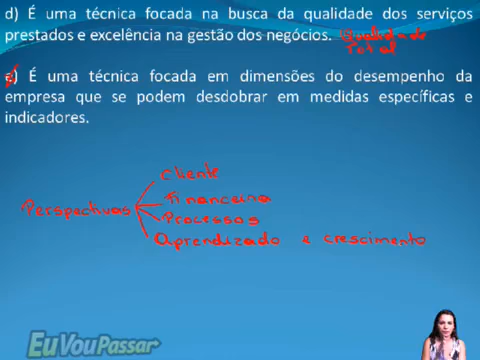 d) É uma técnica focada na busca da qualidade dos serviços
prestados e excelência na gestão dos negócios. Qualidade
Total
e) É uma técnica focada em dimensões do desempenho da
empresa que se podem desdobrar em medidas específicas e
indicadores.
Cliente
Financeira
Perspectivas
Processos
Aprendizado e crescimento
EuVouPassar